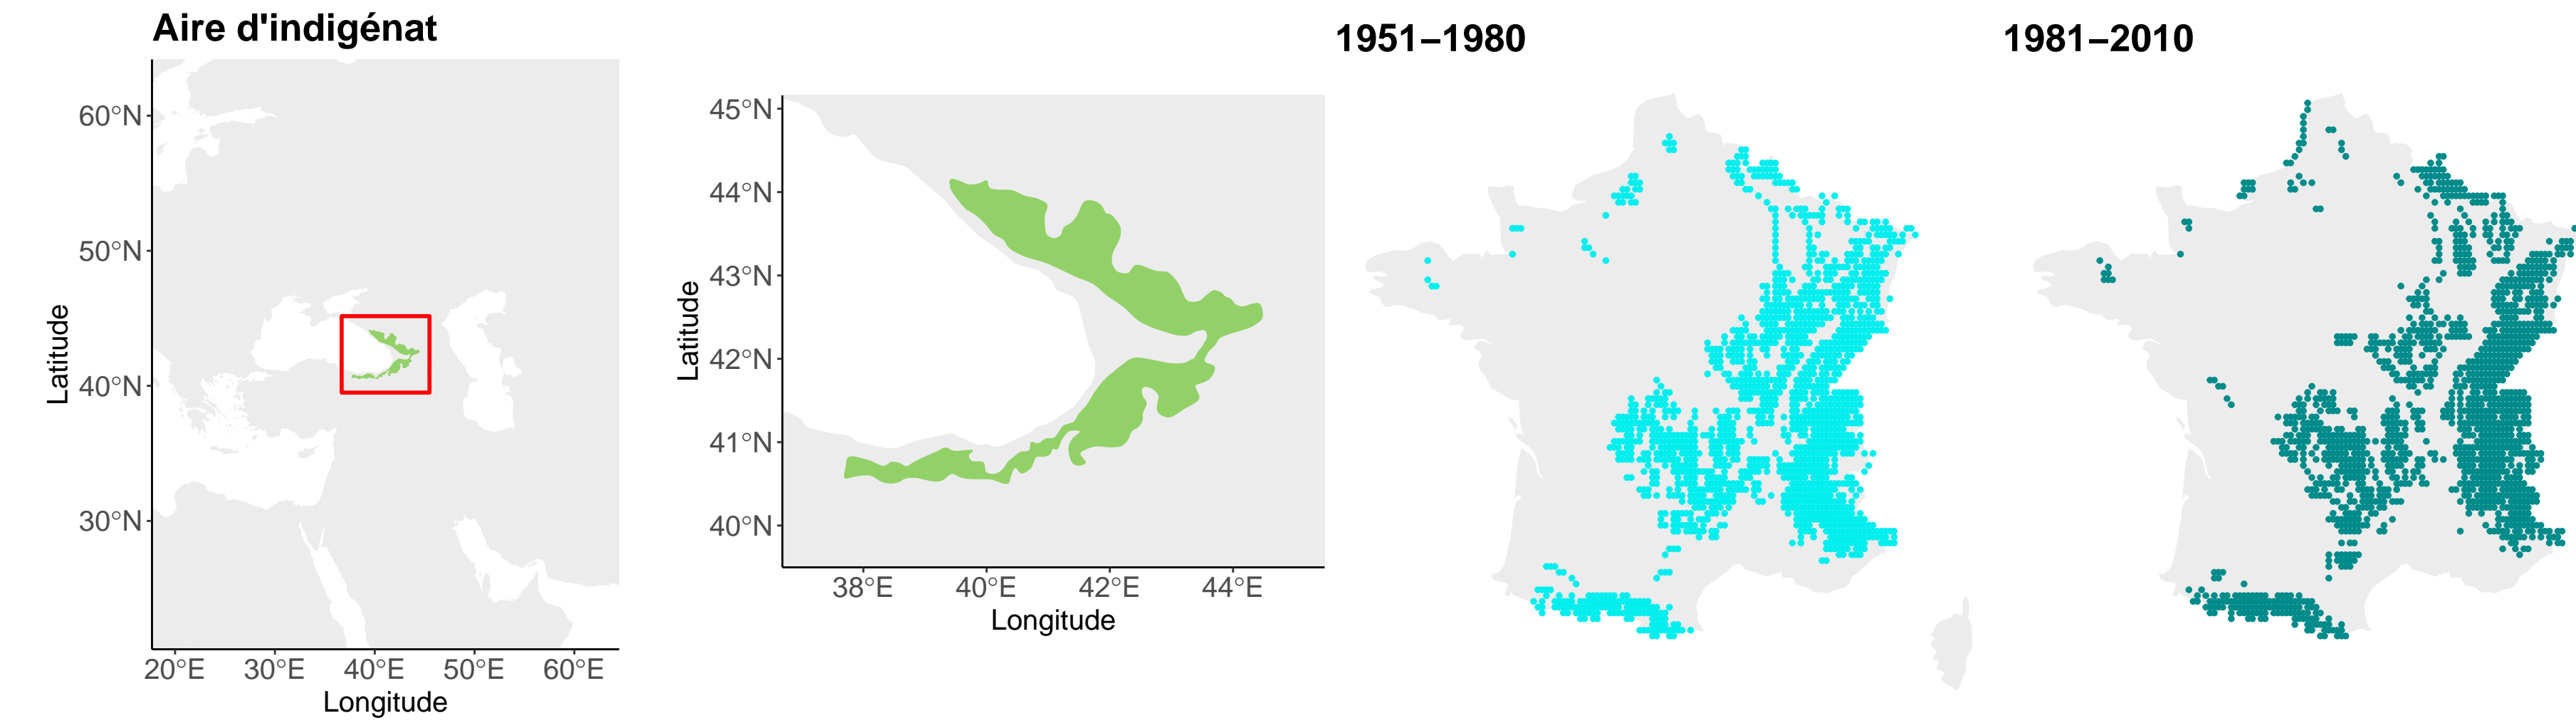 Aire d'indigénat
60°N
50°N
40°N
30°N
Latitude
20°E 30°E 40°E 50°E 60°E
Longitude
45°N
44°N
43°N
42°N
41°N
40°N
Latitude
38°E 40°E 42°E 44°E
Longitude
1951−1980
1981−2010